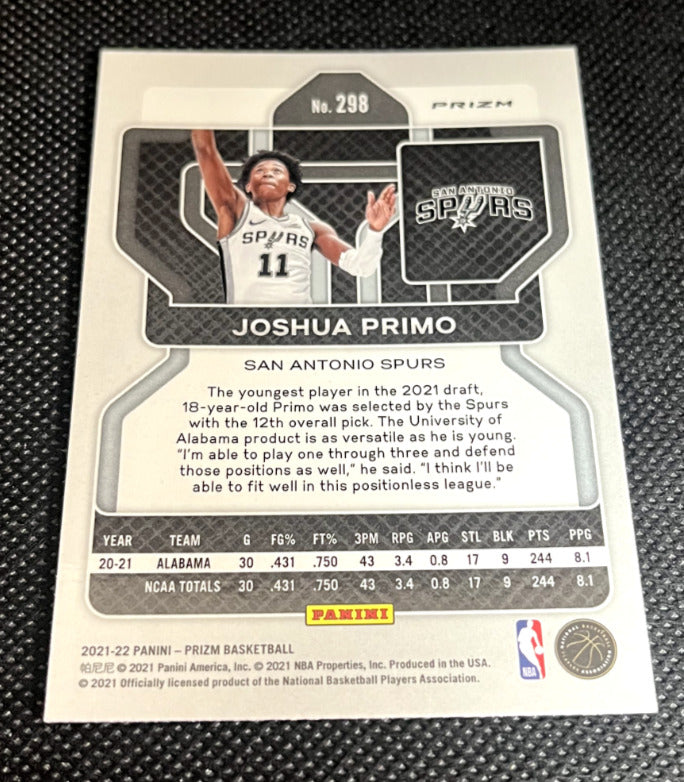 No. 298
PRIZM
SAN ANTONIO
SPURS
SPURS
11
JOSHUA PRIMO
SAN ANTONIO SPURS
The youngest player in the 2021 draft,
18-year-old Primo was selected by the Spurs
with the 12th overall pick. The University of
Alabama product is as versatile as he is young.
"I'm able to play one through three and defend
those positions as well," he said. "I think I'll be
able to fit well in this positionless league."
YEAR TEAM G FG% FT% 3PM RPG APG STL BLK PTS PPG
20-21 ALABAMA 30 .431 .750 43 3.4 0.8 17 9 244 8.1
NCAA TOTALS 30 .431 .750 43 3.4 0.8 17 9 244 8.1
PANINI
2021-22 PANINI – PRIZM BASKETBALL
帕尼尼 © 2021 Panini America, Inc. © 2021 NBA Properties, Inc. Produced in the USA.
© 2021 Officially licensed product of the National Basketball Players Association.
NBA
NATIONAL BASKETBALL
PLAYERS ASSOCIATION